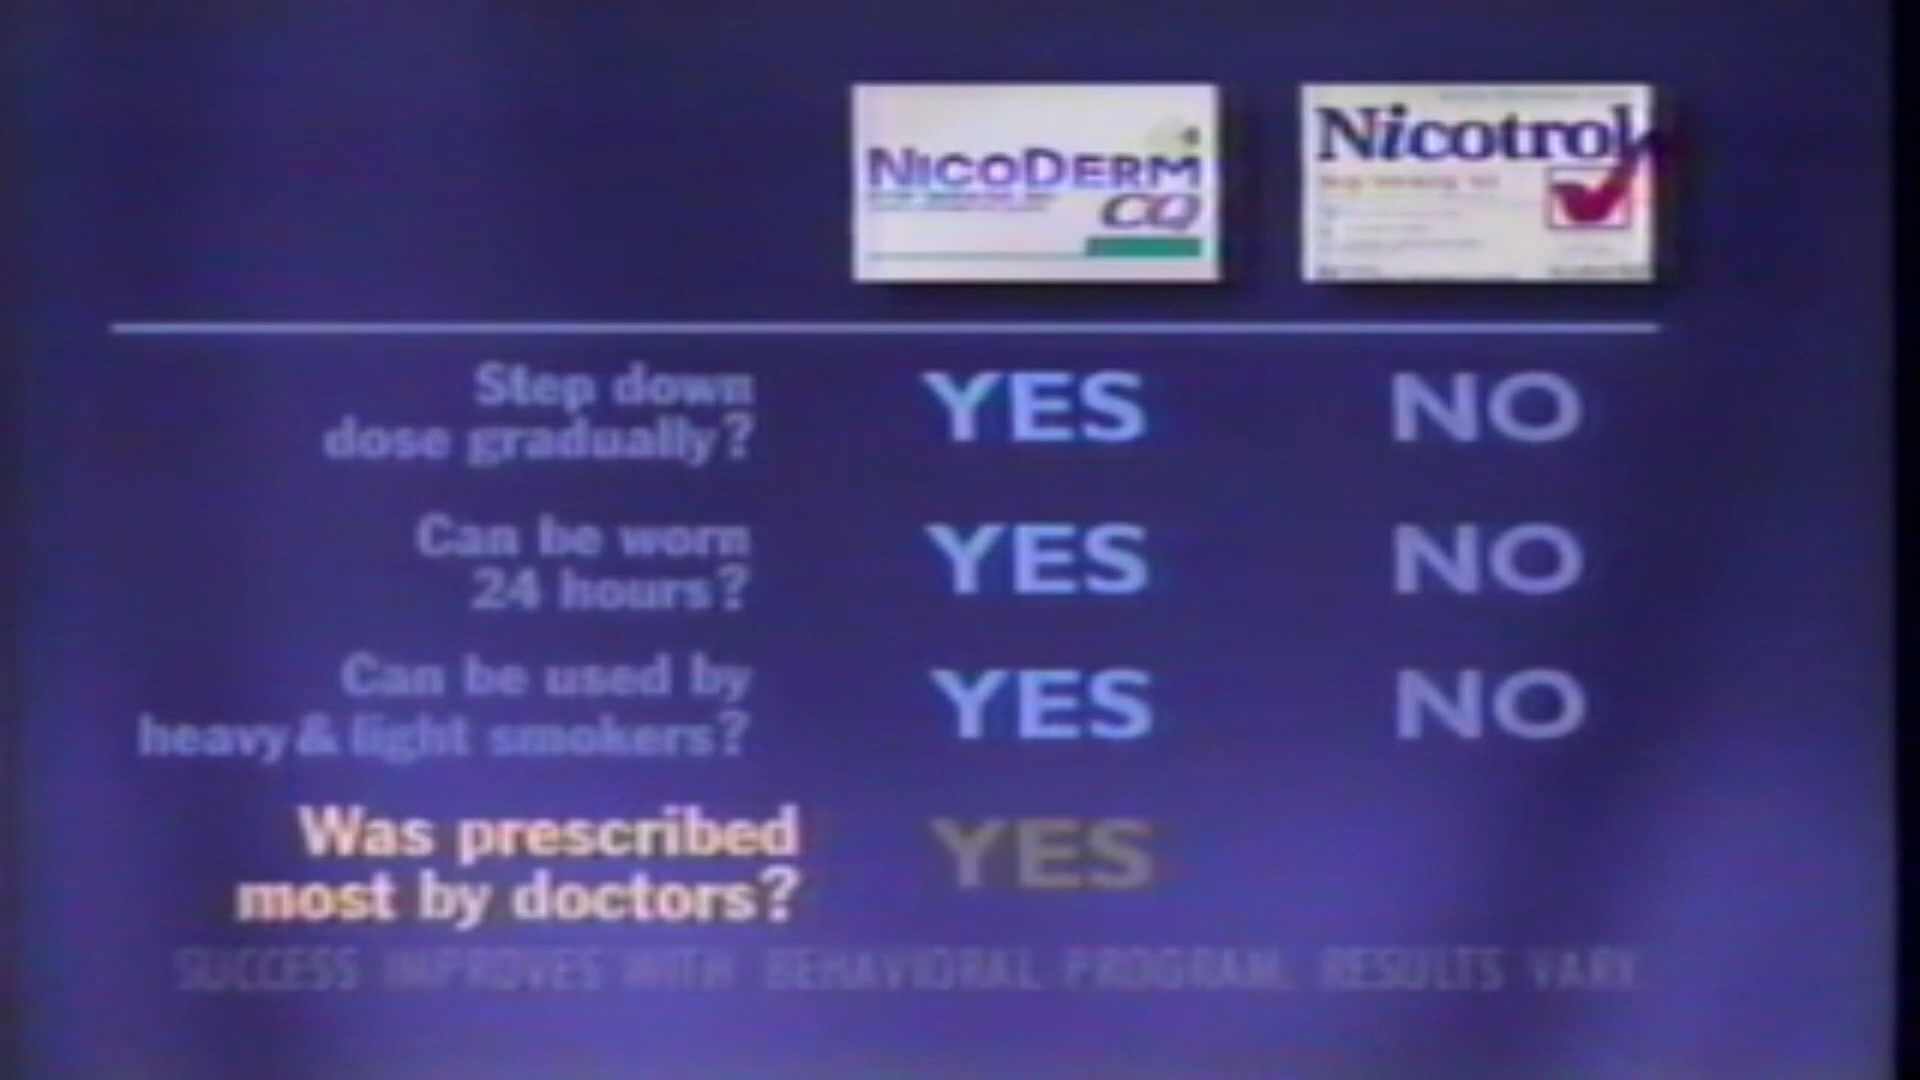 NICODERM
CQ
Nicotrol
Step down
dose gradually?
YES
NO
Can be worn
24 hours?
YES
NO
Can be used by
heavy & light smokers?
YES
NO
Was prescribed
most by doctors?
YES
SUCCESS IMPROVES WITH BEHAVIORAL PROGRAM. RESULTS VARY.